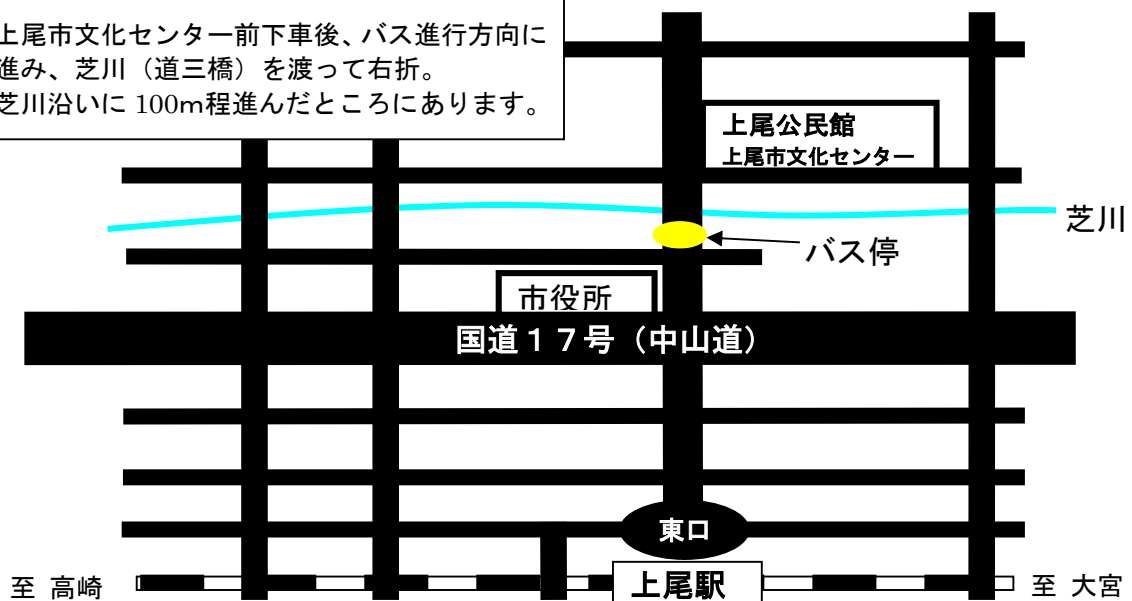 上尾市文化センター前下車後、バス進行方向に
進み、芝川（道三橋）を渡って右折。
芝川沿いに 100m程進んだところにあります。
上尾公民館
上尾市文化センター
芝川
バス停
市役所
国道１７号（中山道）
東口
至 高崎
上尾駅
至 大宮